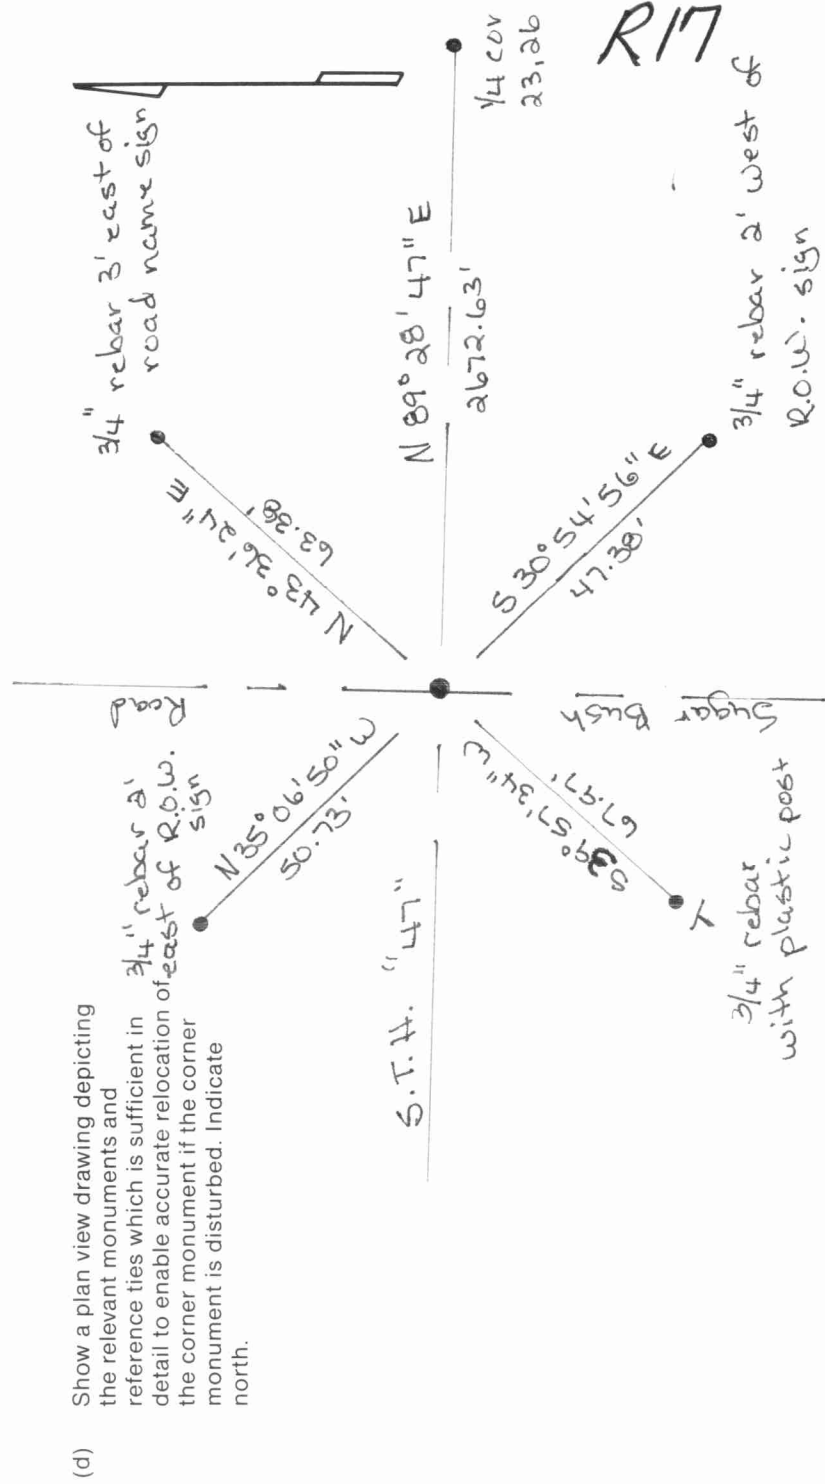 (d) Show a plan view drawing depicting
the relevant monuments and
reference ties which is sufficient in
detail to enable accurate relocation of
the corner monument if the corner
monument is disturbed. Indicate
north.
3/4" rebar 2'
east of R.O.W.
sign
N 35° 06' 50" W
50.73'
Road
3/4" rebar 3' east of
road name sign
N 43° 36' 24" E
63.38'
S.T.H. "47"
N 89° 28' 47" E
2672.63'
1/4 cor
23,26
R17
S 39° 57' 34" W
67.97'
3/4" rebar
with plastic post
Sugar Bush
S 30° 54' 56" E
47.38'
3/4" rebar 2' west of
R.O.W. sign